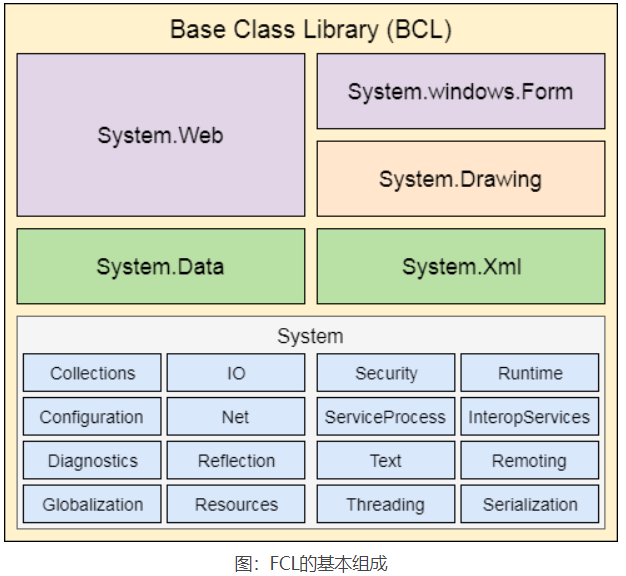 Base Class Library (BCL)
System.Web
System.windows.Form
System.Drawing
System.Data
System.Xml
System
Collections
IO
Security
Runtime
Configuration
Net
ServiceProcess
InteropServices
Diagnostics
Reflection
Text
Remoting
Globalization
Resources
Threading
Serialization
图：FCL的基本组成